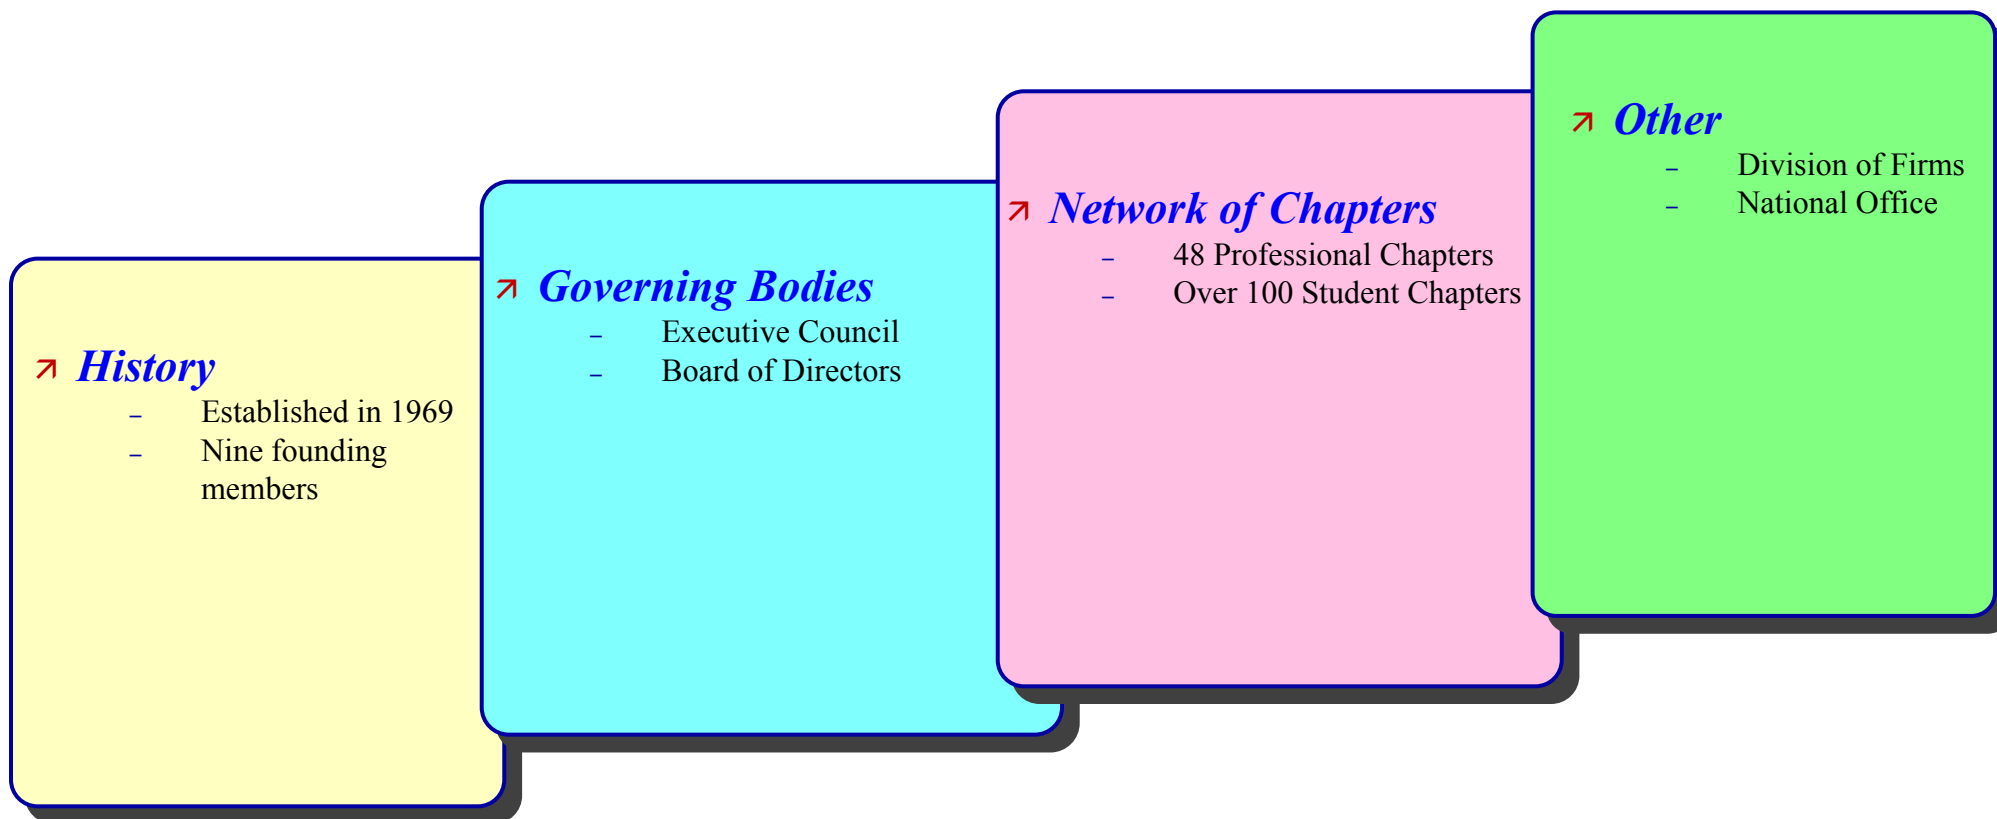 History
– Established in 1969
– Nine founding
members
Governing Bodies
– Executive Council
– Board of Directors
Network of Chapters
– 48 Professional Chapters
– Over 100 Student Chapters
Other
– Division of Firms
– National Office